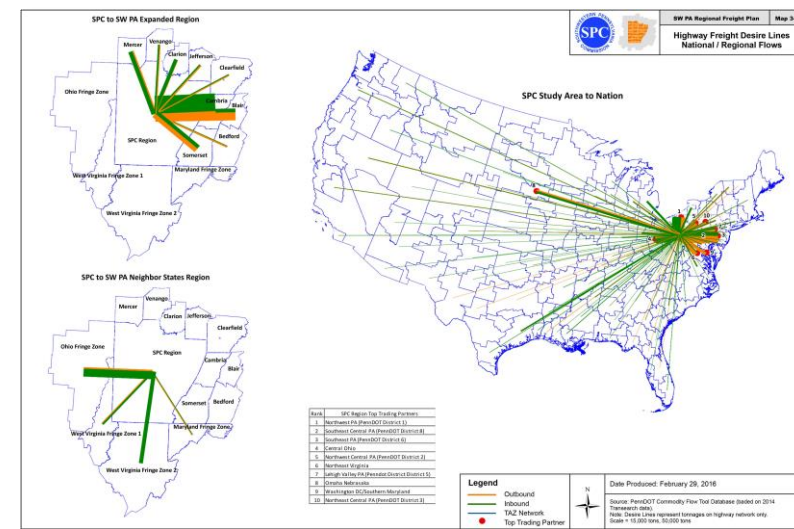 SPC to SW PA Expanded Region
Mercer
Venango
Clarion
Jefferson
Clearfield
Ohio Fringe Zone
Cambria
Blair
SPC Region
Bedford
Somerset
West Virginia Fringe Zone 1
Maryland Fringe Zone
West Virginia Fringe Zone 2
SPC to SW PA Neighbor States Region
Mercer
Venango
Clarion
Jefferson
Clearfield
Ohio Fringe Zone
SPC Region
Cambria
Blair
Somerset
Bedford
West Virginia Fringe Zone 1
Maryland Fringe Zone
West Virginia Fringe Zone 2
SPC
SW PA Regional Freight Plan
Map 3
Highway Freight Desire Lines
National / Regional Flows
SPC Study Area to Nation
8
1
5
10
4
Rank SPC Region Top Trading Partners
1 Northwest PA (PennDOT District 1)
2 Southeast Central PA (PennDOT District 8)
3 Southeast PA (PennDOT District 6)
4 Central Ohio
5 Northwest Central PA (PennDOT District 2)
6 Northeast Virginia
7 Lehigh Valley PA (Penndot District District 5)
8 Omaha Nebraska
9 Washington DC/Southern Maryland
10 Northeast Central PA (PennDOT District 3)
Legend
Outbound
Inbound
TAZ Network
Top Trading Partner
N
Date Produced: February 29, 2016
Source: PennDOT Commodity Flow Tool Database (based on 2014
Transearch data).
Note: Desire Lines represent tonnages on highway network only.
Scale = 15,000 tons, 50,000 tons